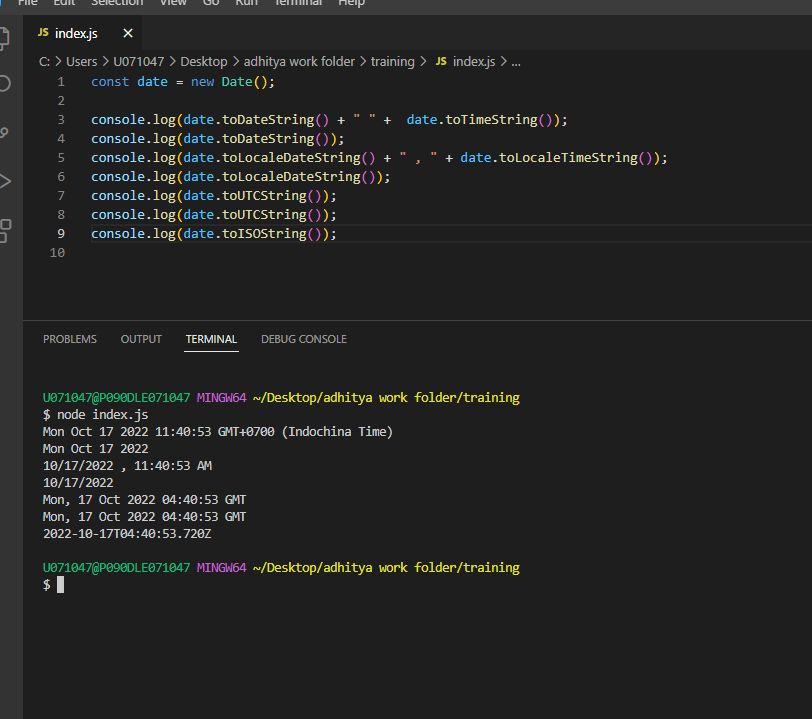 File Edit Selection View Go Run Terminal Help
JS index.js ×
C: > Users > U071047 > Desktop > adhitya work folder > training > JS index.js > ...
1 const date = new Date();
2
3 console.log(date.toDateString() + " " +  date.toTimeString());
4 console.log(date.toDateString());
5 console.log(date.toLocaleDateString() + " , " + date.toLocaleTimeString());
6 console.log(date.toLocaleDateString());
7 console.log(date.toUTCString());
8 console.log(date.toUTCString());
9 console.log(date.toISOString());
10
PROBLEMS OUTPUT TERMINAL DEBUG CONSOLE
U071047@P090DLE071047 MINGW64 ~/Desktop/adhitya work folder/training
$ node index.js
Mon Oct 17 2022 11:40:53 GMT+0700 (Indochina Time)
Mon Oct 17 2022
10/17/2022 , 11:40:53 AM
10/17/2022
Mon, 17 Oct 2022 04:40:53 GMT
Mon, 17 Oct 2022 04:40:53 GMT
2022-10-17T04:40:53.720Z
U071047@P090DLE071047 MINGW64 ~/Desktop/adhitya work folder/training
$